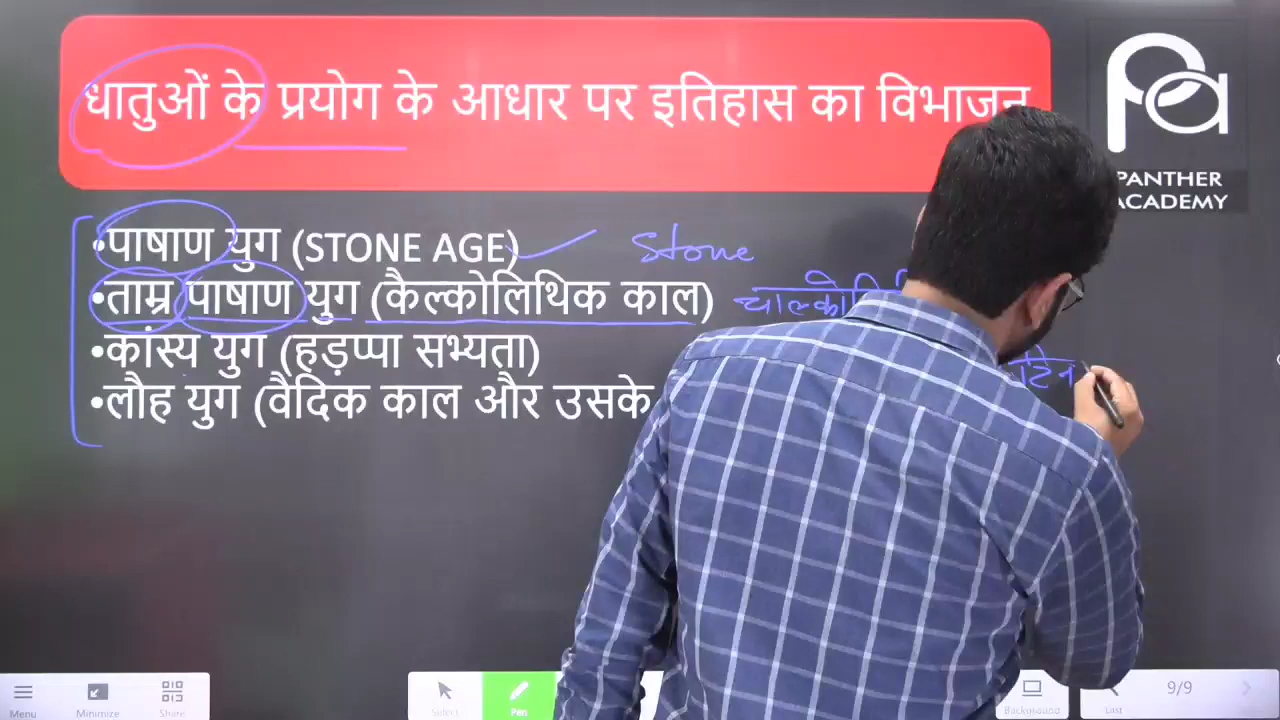 धातुओं के प्रयोग के आधार पर इतिहास का विभाजन
PANTHER
ACADEMY
•पाषाण युग (STONE AGE) Stone
•ताम्र पाषाण युग (कैल्कोलिथिक काल)
•कांस्य युग (हड़प्पा सभ्यता)
•लौह युग (वैदिक काल और उसके
Menu
Minimize
Share
Select
Pen
Background
Last
9/9